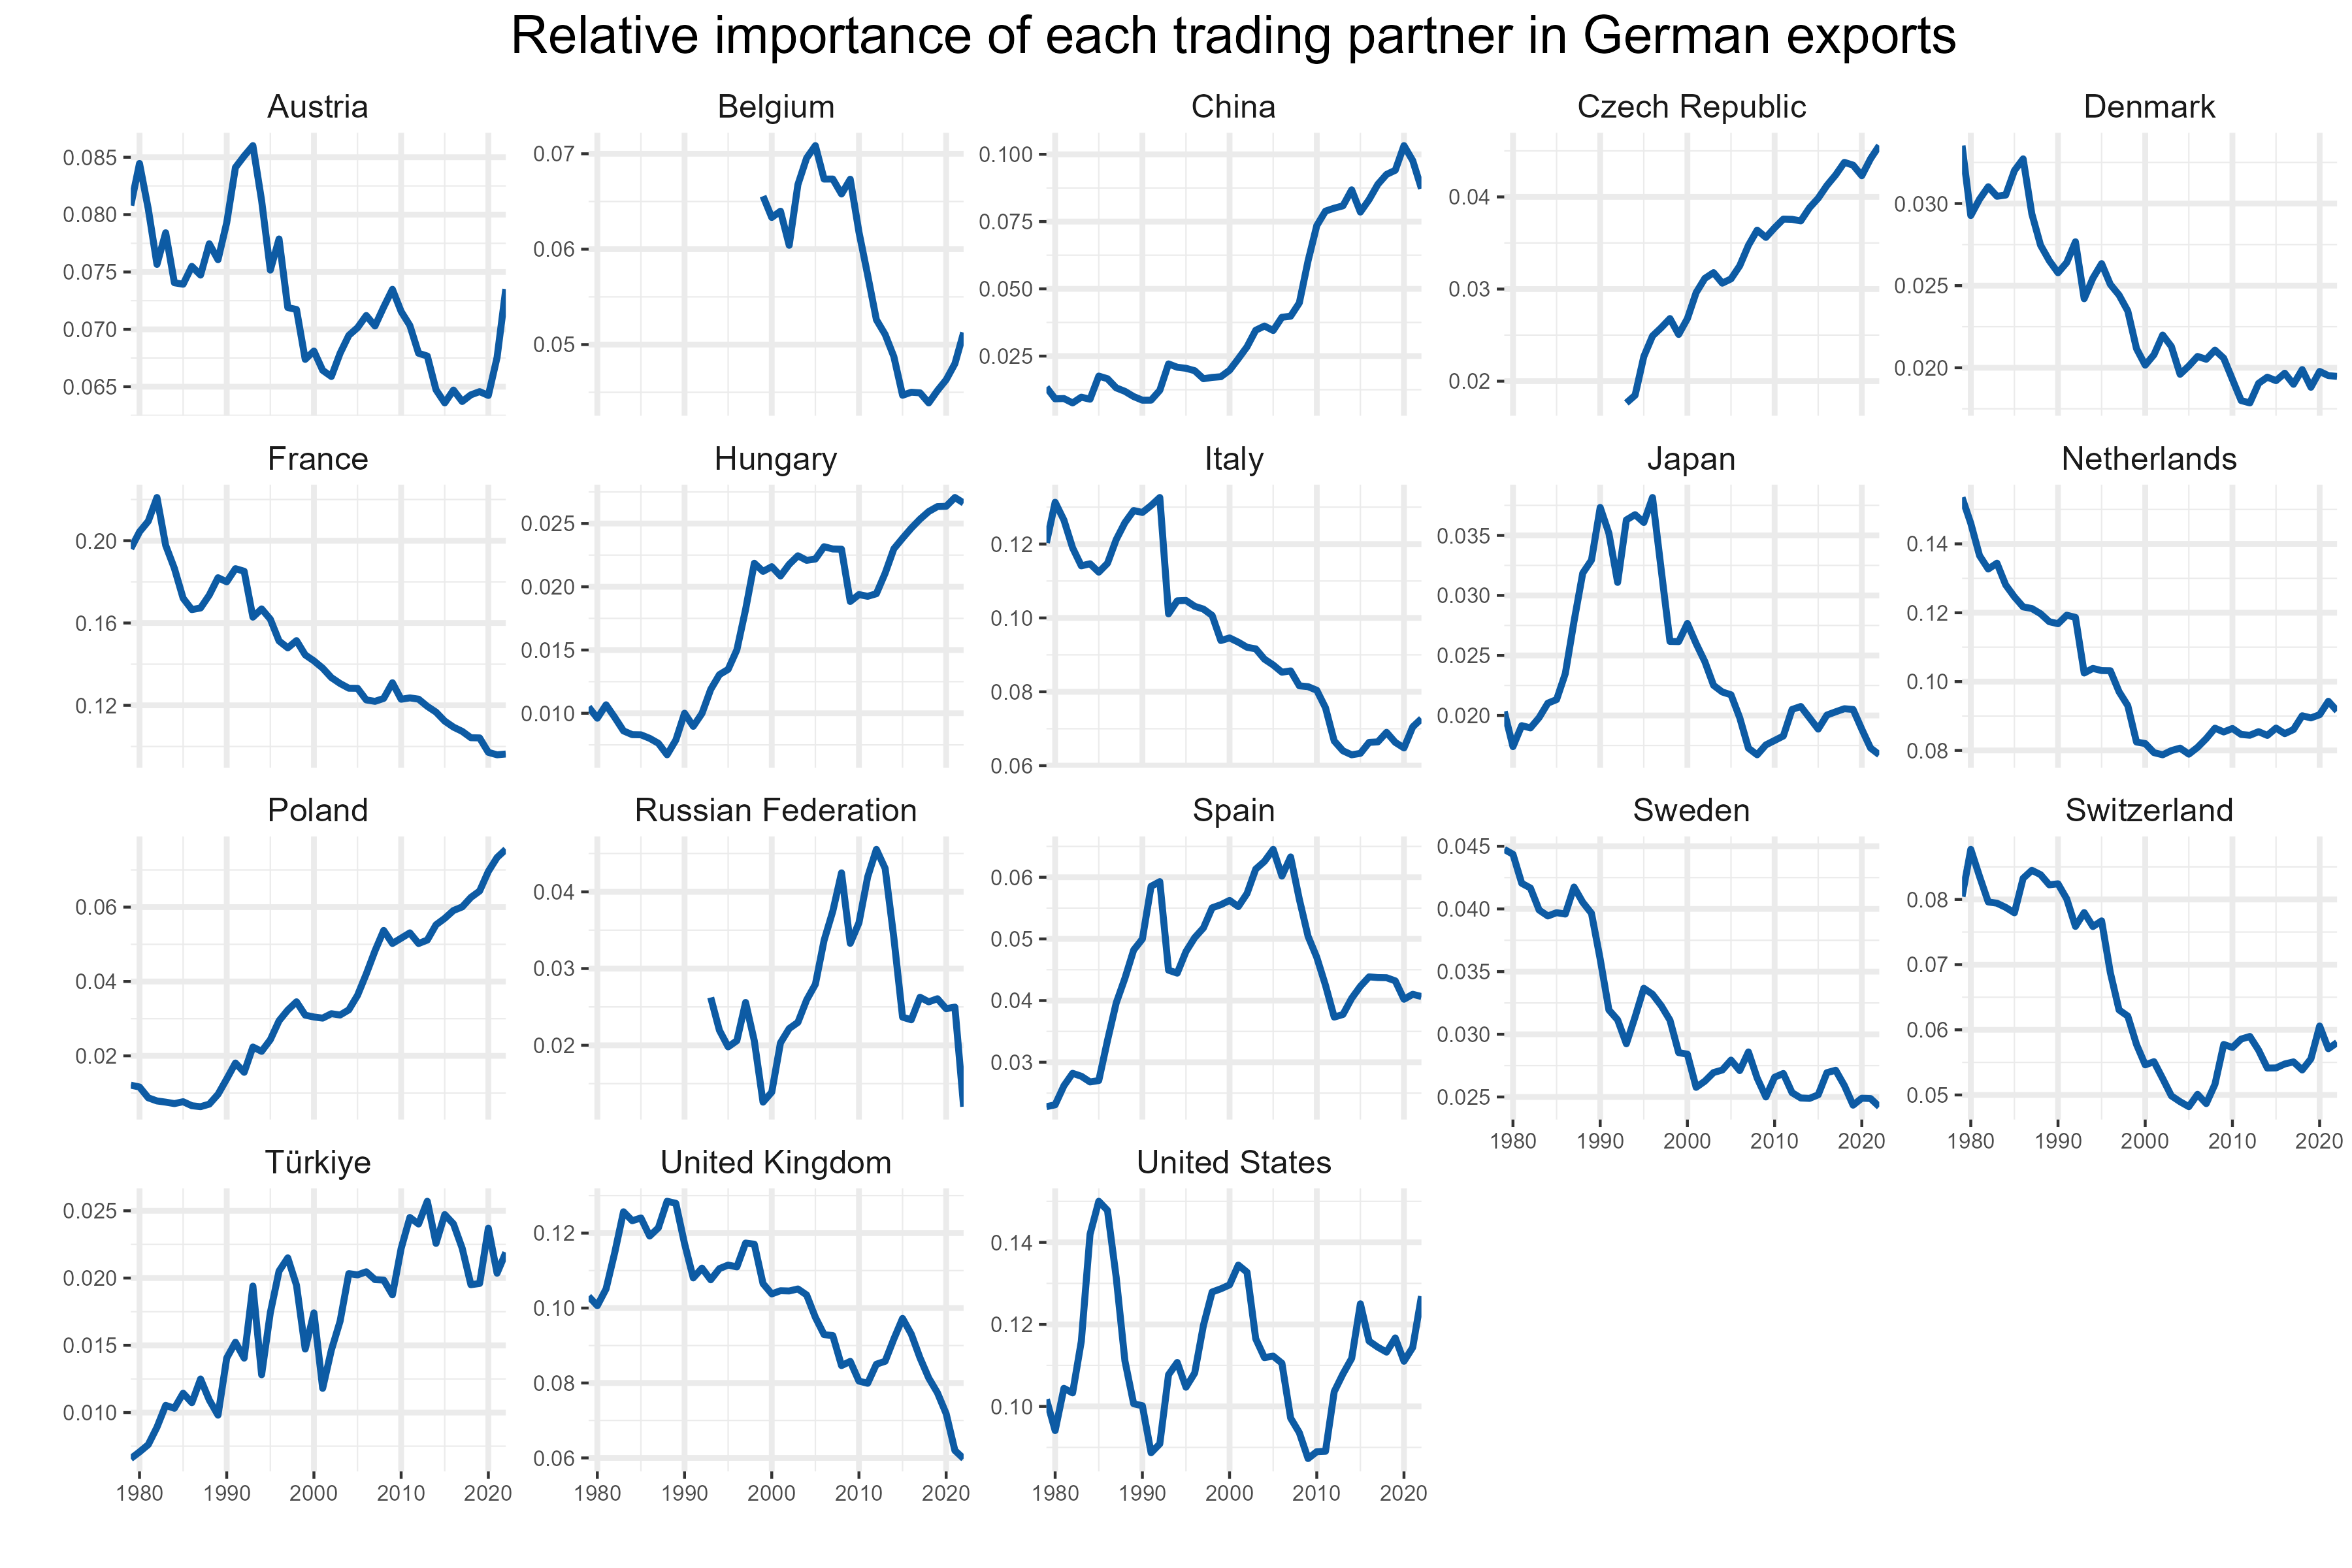 Relative importance of each trading partner in German exports
Austria
Belgium
China
Czech Republic
Denmark
0.085
0.080
0.075
0.070
0.065
0.07
0.06
0.05
0.100
0.075
0.050
0.025
0.04
0.03
0.02
0.030
0.025
0.020
France
Hungary
Italy
Japan
Netherlands
0.20
0.16
0.12
0.025
0.020
0.015
0.010
0.12
0.10
0.08
0.06
0.035
0.030
0.025
0.020
0.14
0.12
0.10
0.08
Poland
Russian Federation
Spain
Sweden
Switzerland
0.06
0.04
0.02
0.04
0.03
0.02
0.06
0.05
0.04
0.03
0.045
0.040
0.035
0.030
0.025
1980 1990 2000 2010 2020
0.08
0.07
0.06
0.05
1980 1990 2000 2010 2020
Türkiye
United Kingdom
United States
0.025
0.020
0.015
0.010
1980 1990 2000 2010 2020
0.12
0.10
0.08
0.06
1980 1990 2000 2010 2020
0.14
0.12
0.10
1980 1990 2000 2010 2020